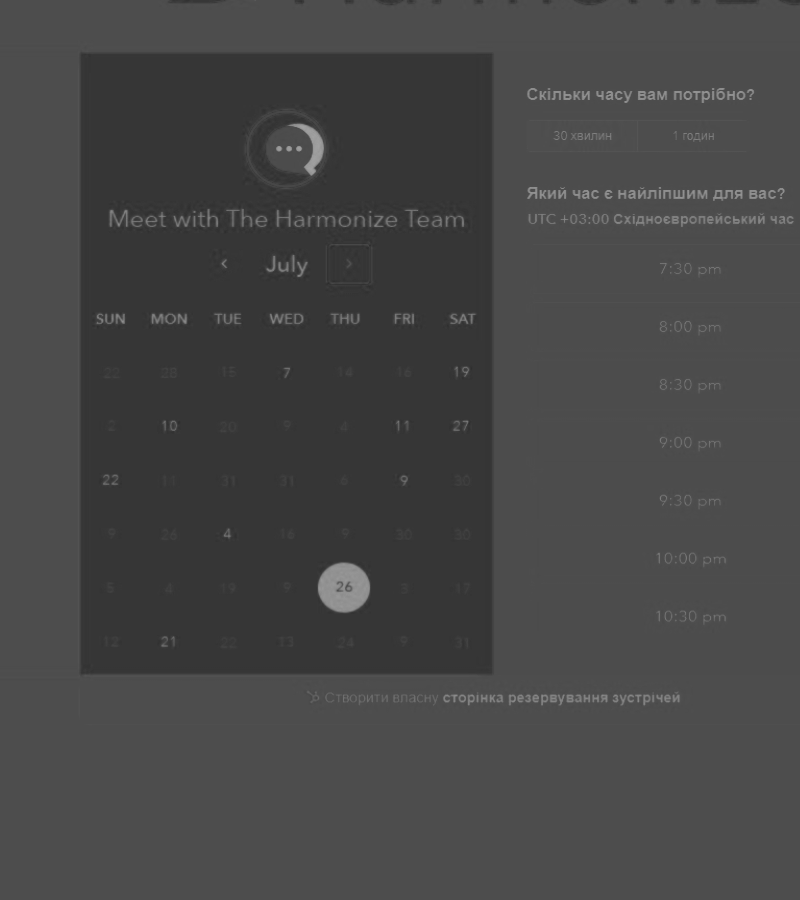 Meet with The Harmonize Team
July
SUN MON TUE WED THU FRI SAT
22 28 15 7 14 16 19
2 10 20 9 4 11 27
22 11 31 31 6 9 30
9 26 4 16 9 30 30
5 4 19 9 26 3 17
12 21 22 23 24 9 31
Скільки часу вам потрібно?
30 хвилин 1 годин
Який час є найліпшим для вас?
UTC +03:00 Східноєвропейський час
7:30 pm
8:00 pm
8:30 pm
9:00 pm
9:30 pm
10:00 pm
10:30 pm
Створити власну сторінка резервування зустрічей